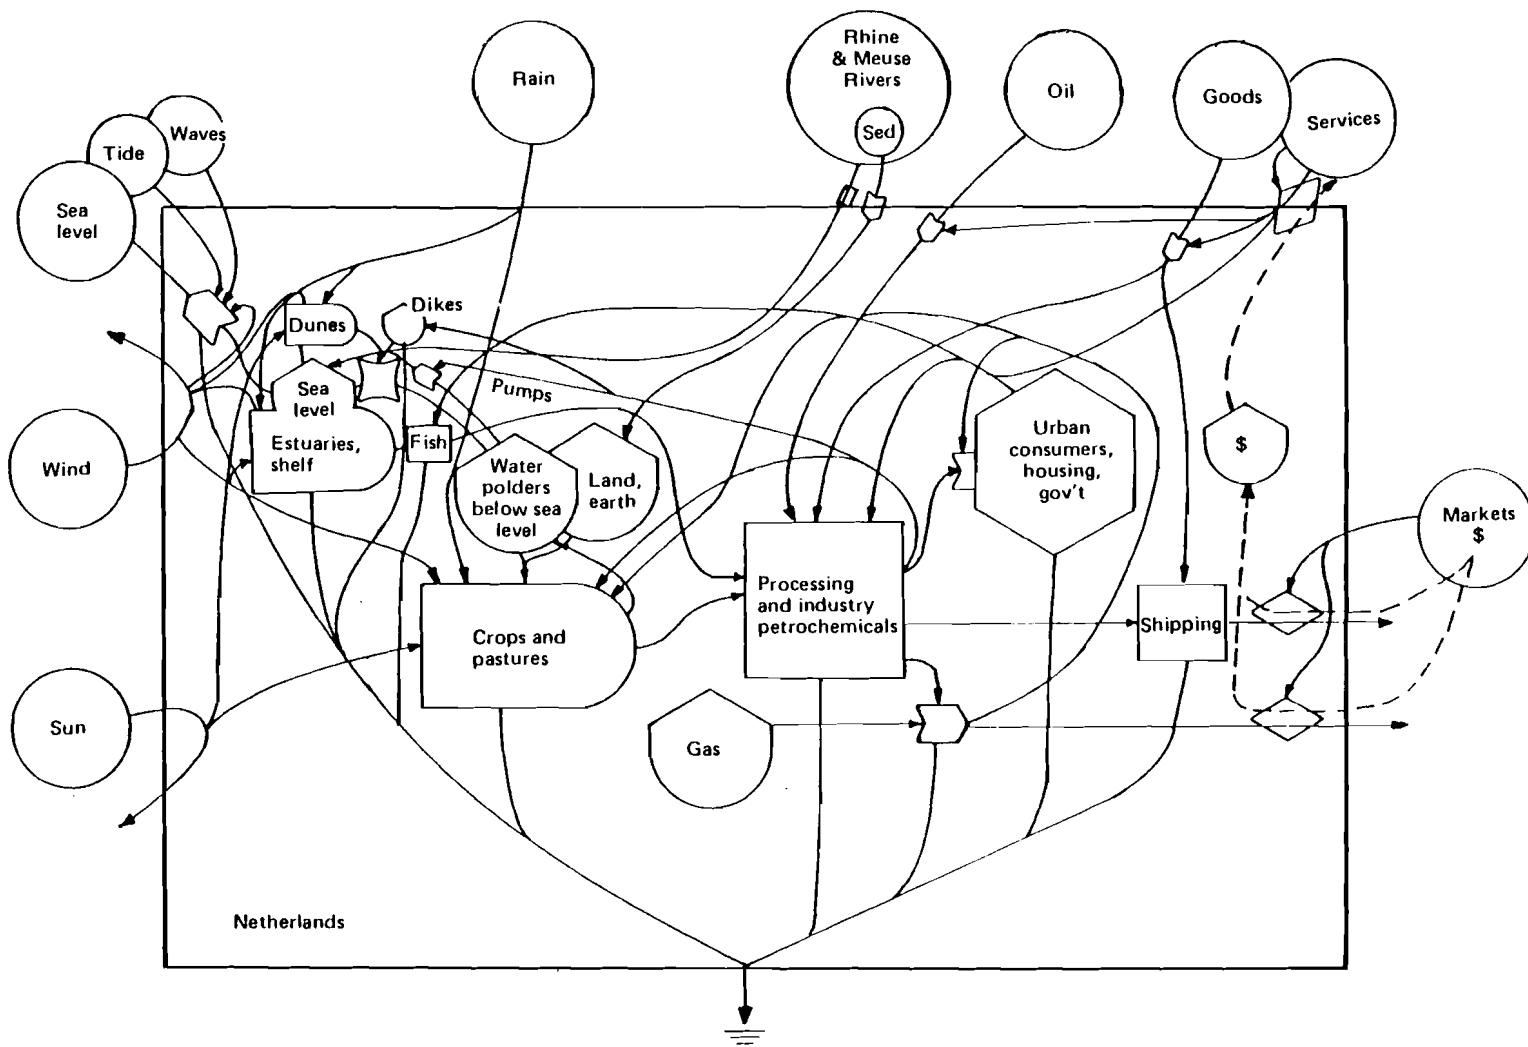 Rhine
& Meuse
Rivers
Sed
Rain
Oil
Goods
Services
Waves
Tide
Sea
level
Dikes
Dunes
Pumps
Sea
level
Estuaries,
shelf
Fish
Wind
Water
polders
below sea
level
Land,
earth
Urban
consumers,
housing,
gov't
$
Markets
$
Processing
and industry
petrochemicals
Crops and
pastures
Shipping
Sun
Gas
Netherlands